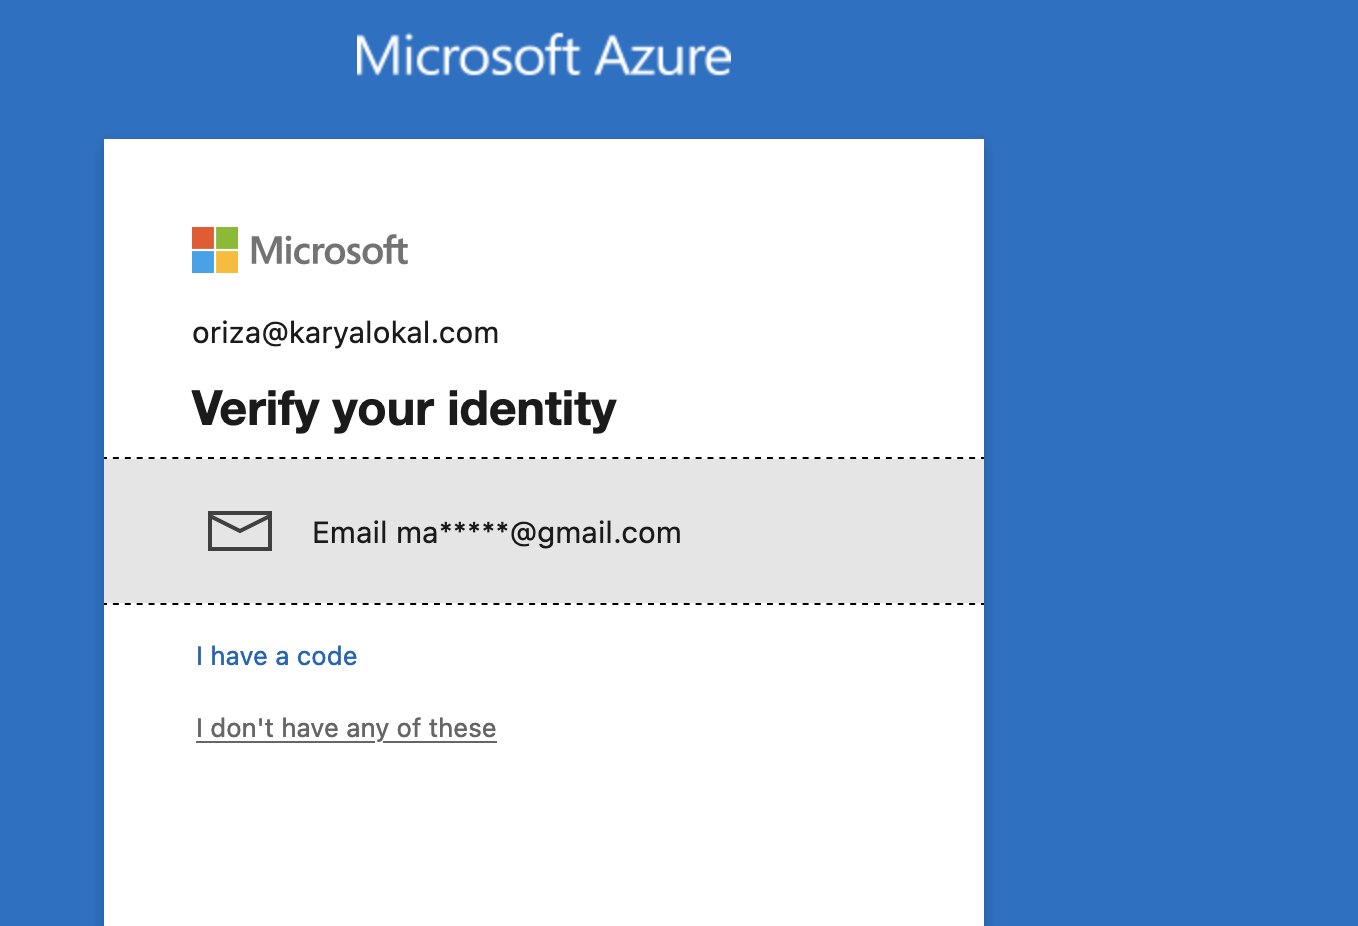 Microsoft Azure
Microsoft
oriza@karyalokal.com
Verify your identity
Email ma*****@gmail.com
I have a code
I don't have any of these